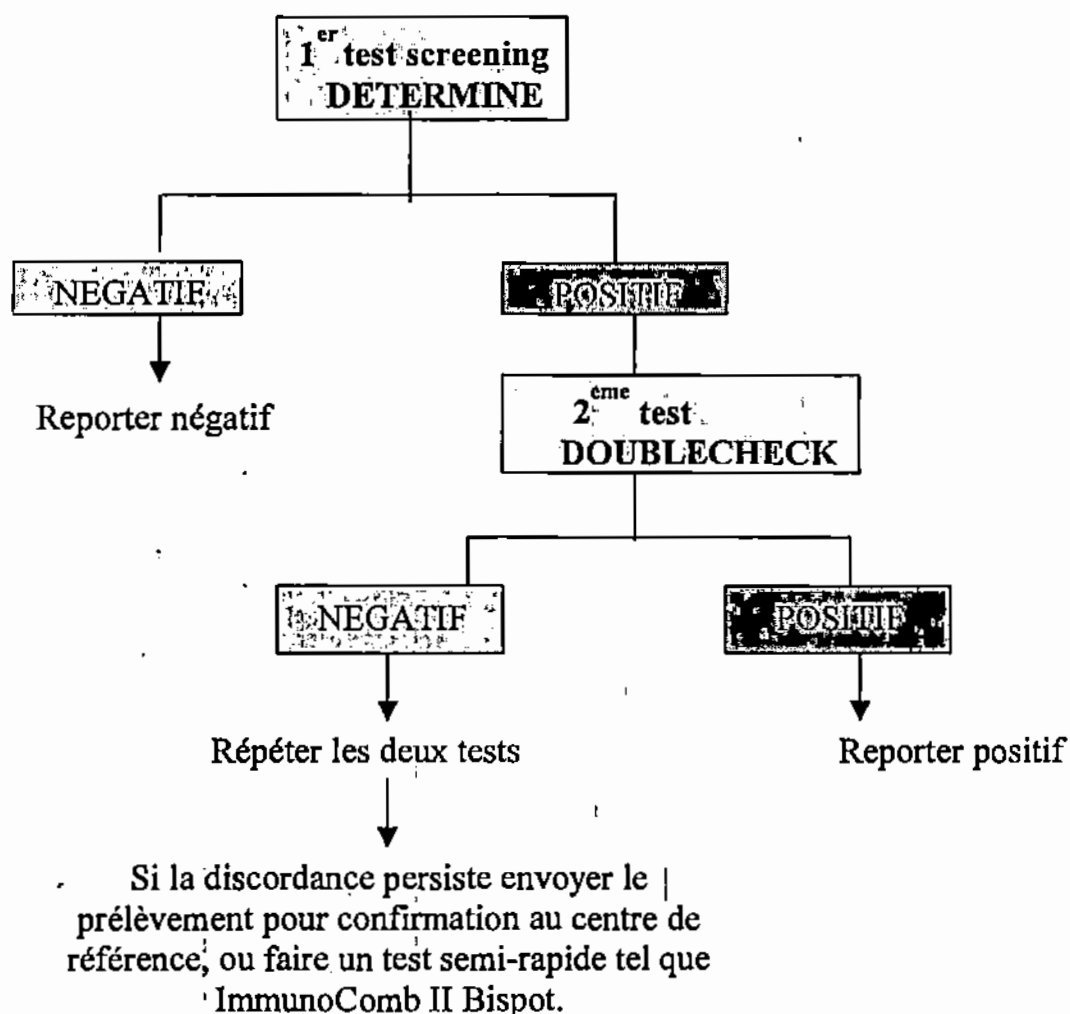 1er test screening
DETERMINE
NEGATIF
POSITIF
Reporter négatif
2ème test
DOUBLECHECK
NEGATIF
POSITIF
Répéter les deux tests
Reporter positif
Si la discordance persiste envoyer le
prélèvement pour confirmation au centre de
référence, ou faire un test semi-rapide tel que
ImmunoComb II Bispot.